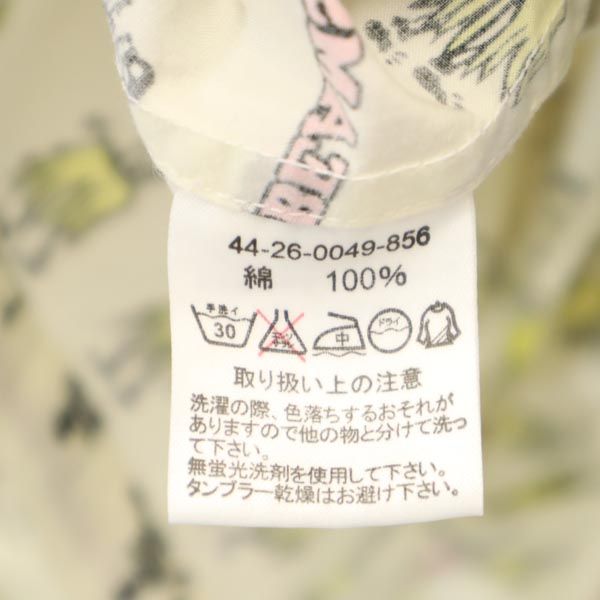 44-26-0049-856
綿 100%
手洗イ
30
中
ドライ
取り扱い上の注意
洗濯の際、色落ちするおそれが
ありますので他の物と分けて洗っ
て下さい。
無蛍光洗剤を使用して下さい。
タンブラー乾燥はお避け下さい。